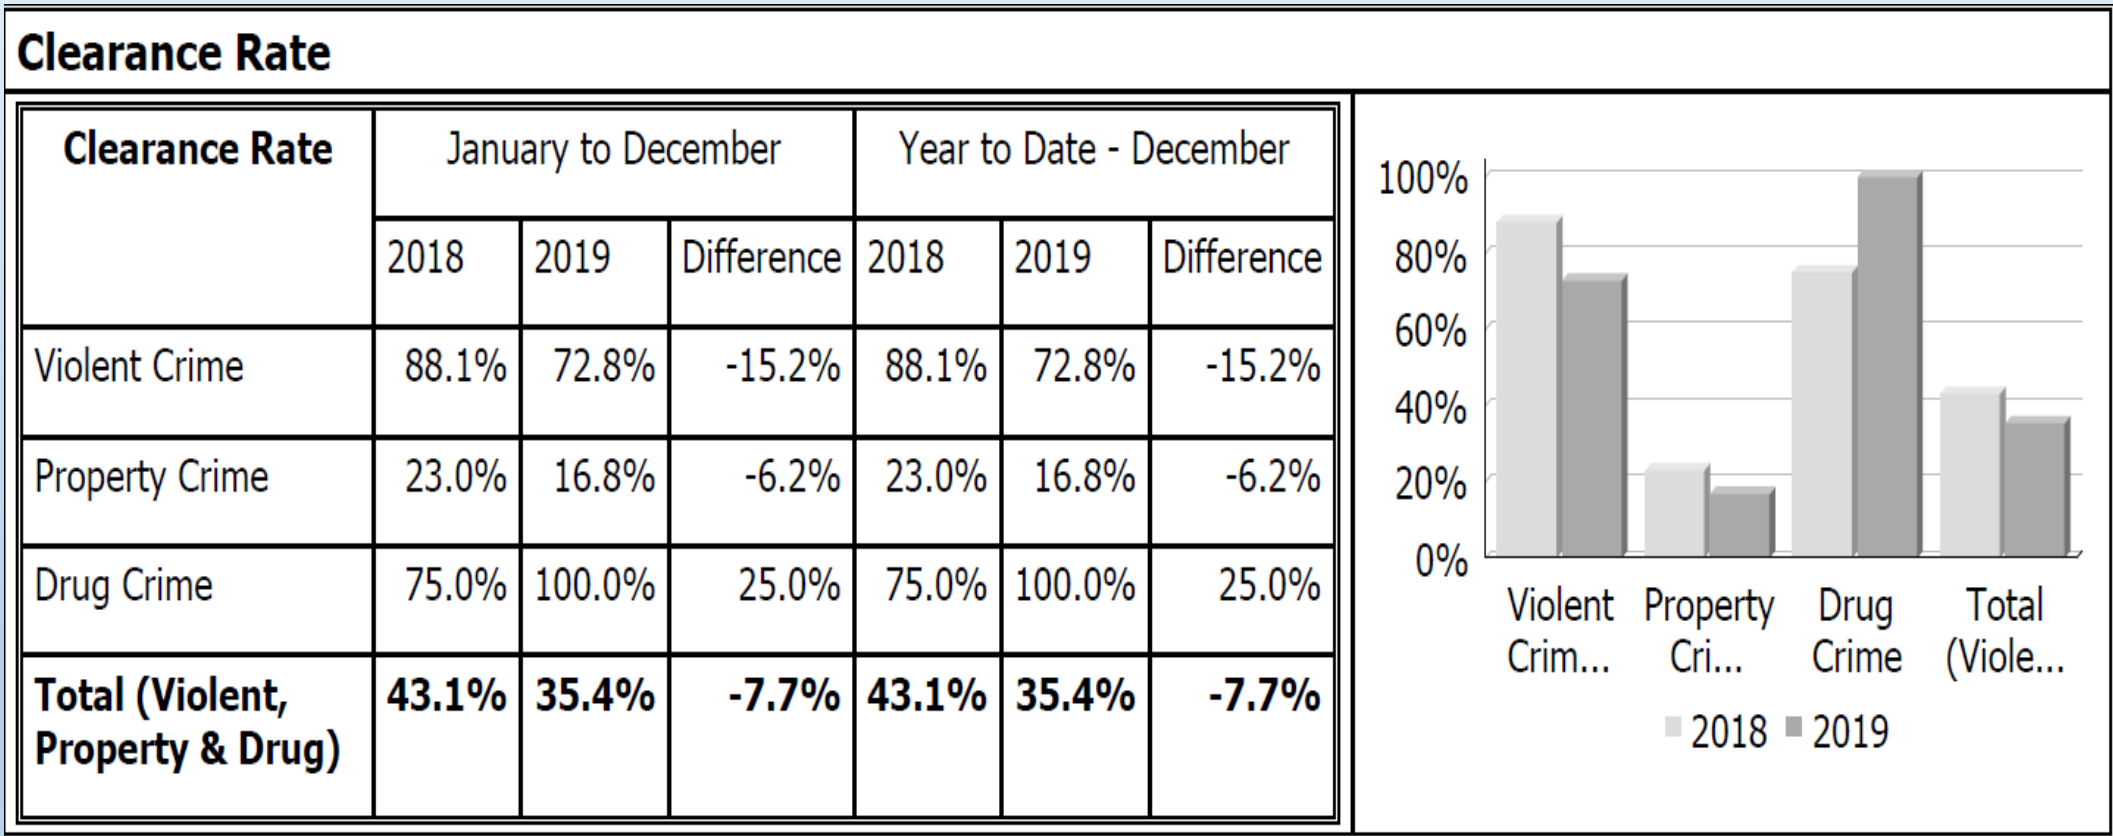 Clearance Rate
Clearance Rate January to December Year to Date - December
2018 2019 Difference 2018 2019 Difference
Violent Crime 88.1% 72.8% -15.2% 88.1% 72.8% -15.2%
Property Crime 23.0% 16.8% -6.2% 23.0% 16.8% -6.2%
Drug Crime 75.0% 100.0% 25.0% 75.0% 100.0% 25.0%
Total (Violent, 43.1% 35.4% -7.7% 43.1% 35.4% -7.7%
Property & Drug)
100%
80%
60%
40%
20%
0%
Violent Property Drug Total
Crim... Cri... Crime (Viole...
2018 2019